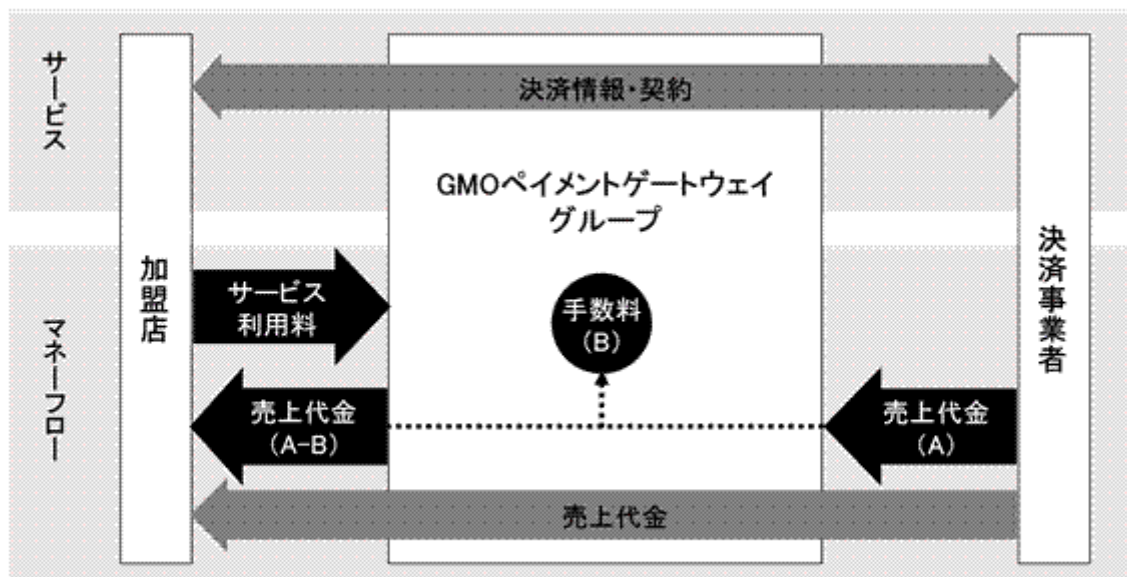 サービス
決済情報・契約
GMOペイメントゲートウェイ
グループ
加盟店
決済事業者
マネーフロー
サービス
利用料
手数料
(B)
売上代金
(A-B)
売上代金
(A)
売上代金